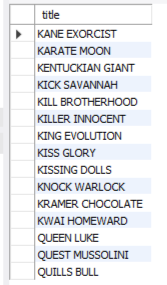 title
KANE EXORCIST
KARATE MOON
KENTUCKIAN GIANT
KICK SAVANNAH
KILL BROTHERHOOD
KILLER INNOCENT
KING EVOLUTION
KISS GLORY
KISSING DOLLS
KNOCK WARLOCK
KRAMER CHOCOLATE
KWAI HOMEWARD
QUEEN LUKE
QUEST MUSSOLINI
QUILLS BULL